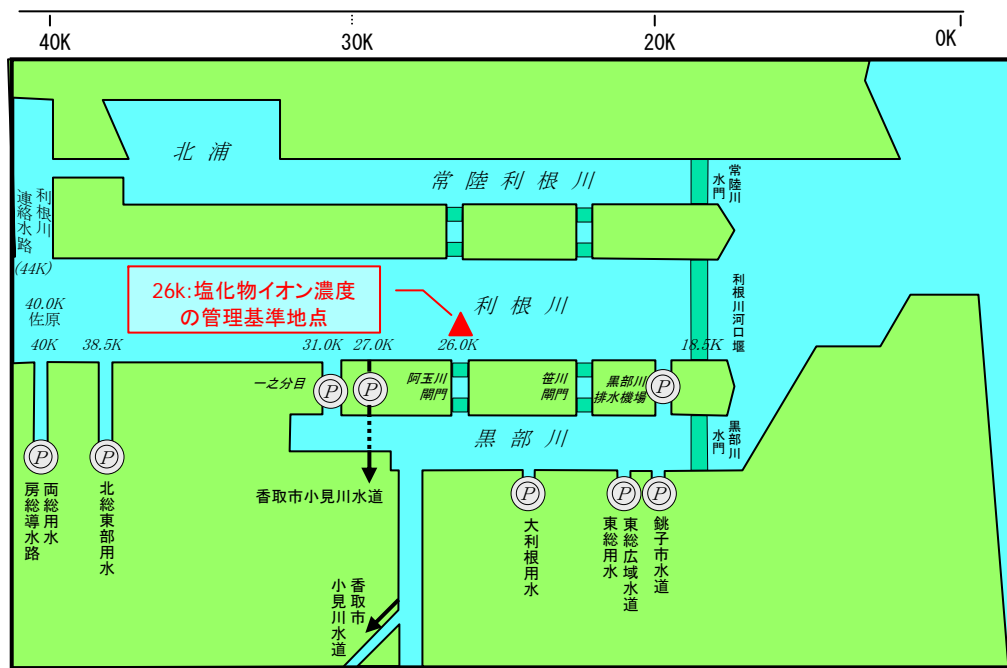 40K
30K
20K
0K
北浦
常陸利根川
常陸川
水門
利根川
連絡水路
(44K)
26k:塩化物イオン濃度
の管理基準地点
利根川
利根川河口堰
40.0K
佐原
40K
38.5K
31.0K
27.0K
26.0K
18.5K
一之分目
P
P
阿玉川
閘門
笹川
閘門
黒部川
排水機場
P
黒部川
黒部川
水門
P
P
香取市小見川水道
P
P
P
両総用水
房総導水路
北総東部用水
大利根用水
東総広域水道
東総用水
銚子市水道
香取市
小見川水道